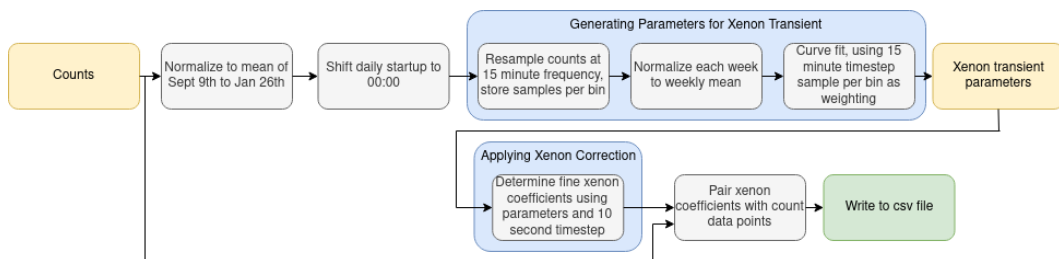 Generating Parameters for Xenon Transient
Counts
Normalize to mean of
Sept 9th to Jan 26th
Shift daily startup to
00:00
Resample counts at
15 minute frequency,
store samples per bin
Normalize each week
to weekly mean
Curve fit, using 15
minute timestep
sample per bin as
weighting
Xenon transient
parameters
Applying Xenon Correction
Determine fine xenon
coefficients using
parameters and 10
second timestep
Pair xenon
coefficients with count
data points
Write to csv file